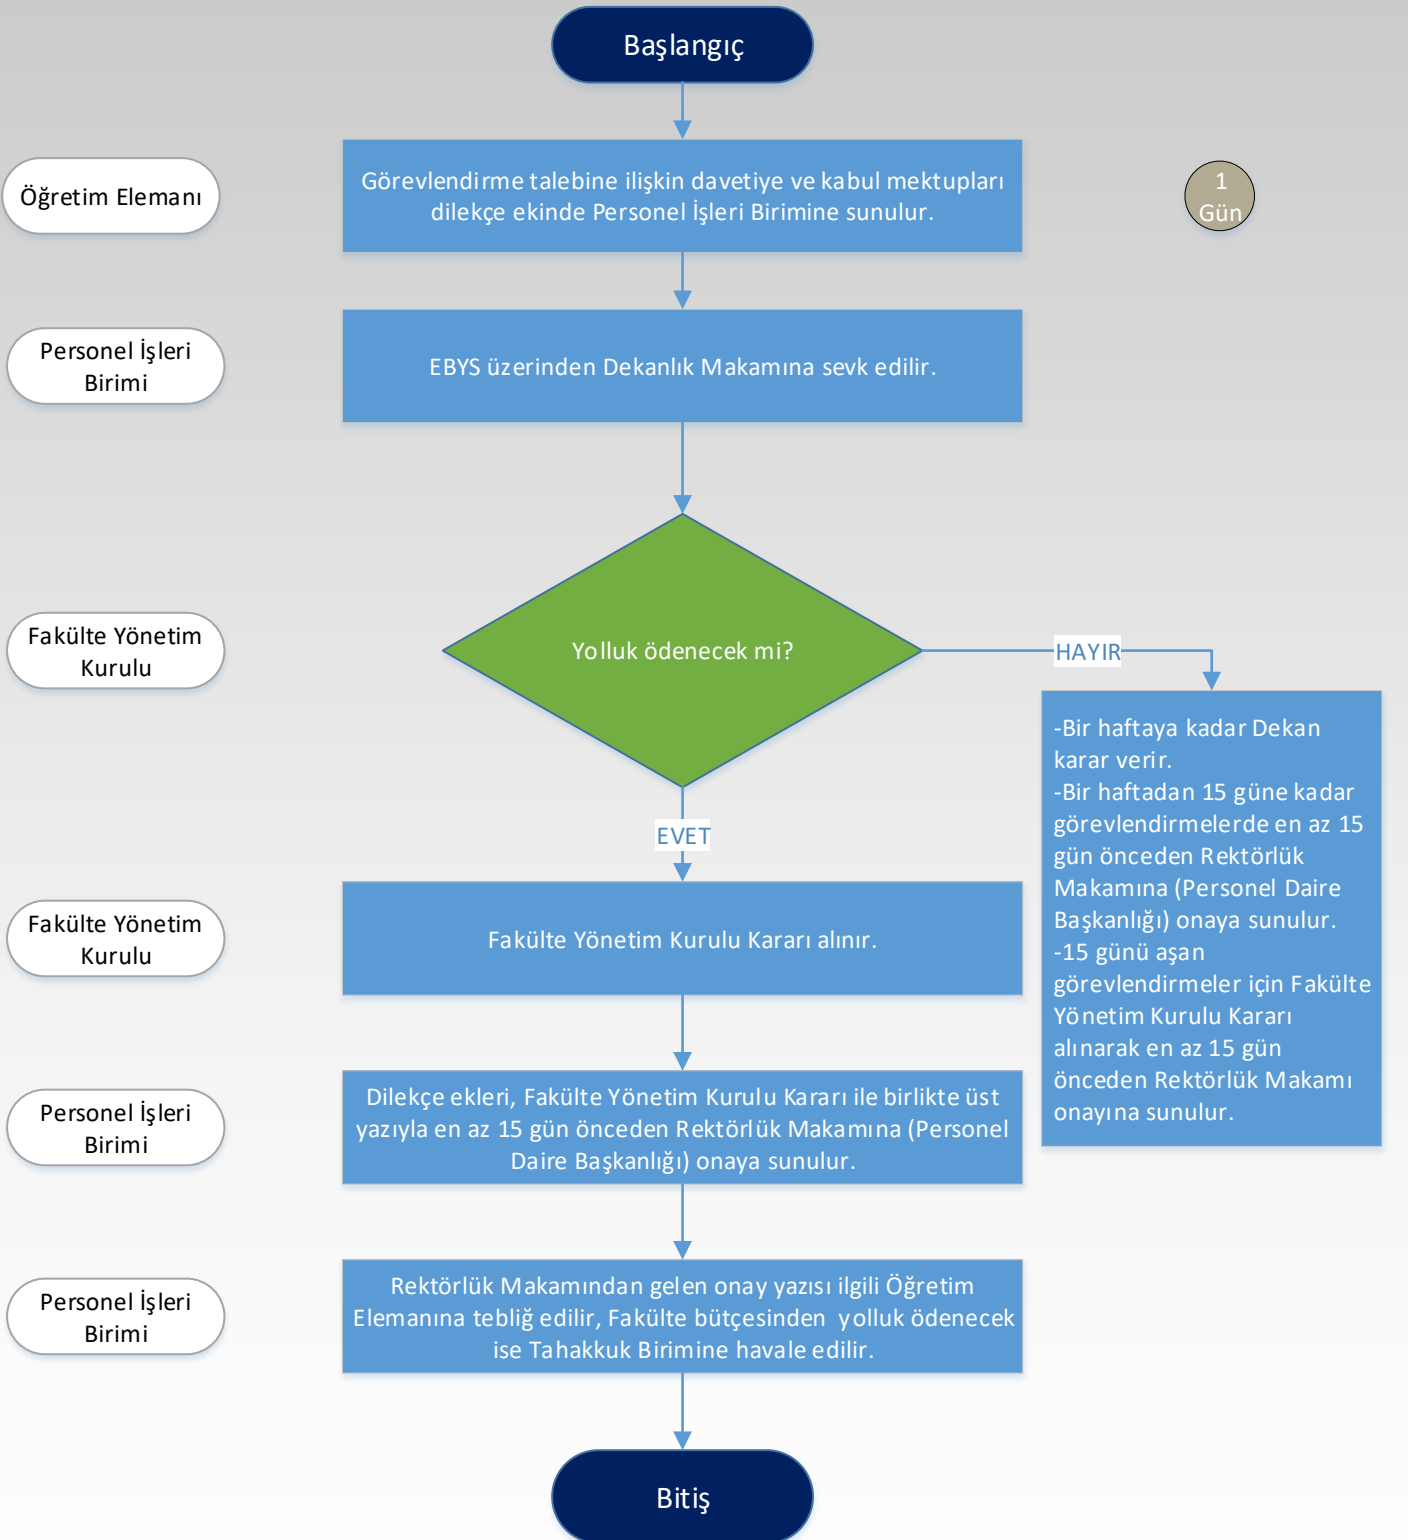 Başlangıç
Öğretim Elemanı
Görevlendirme talebine ilişkin davetiye ve kabul mektupları
dilekçe ekinde Personel İşleri Birimine sunulur.
1
Gün
Personel İşleri
Birimi
EBYS üzerinden Dekanlık Makamına sevk edilir.
Fakülte Yönetim
Kurulu
Yolluk ödenecek mi?
HAYIR
-Bir haftaya kadar Dekan
karar verir.
-Bir haftadan 15 güne kadar
görevlendirmelerde en az 15
gün önceden Rektörlük
Makamına (Personel Daire
Başkanlığı) onaya sunulur.
-15 günü aşan
görevlendirmeler için Fakülte
Yönetim Kurulu Kararı
alınarak en az 15 gün
önceden Rektörlük Makamı
onayına sunulur.
EVET
Fakülte Yönetim
Kurulu
Fakülte Yönetim Kurulu Kararı alınır.
Personel İşleri
Birimi
Dilekçe ekleri, Fakülte Yönetim Kurulu Kararı ile birlikte üst
yazıyla en az 15 gün önceden Rektörlük Makamına (Personel
Daire Başkanlığı) onaya sunulur.
Personel İşleri
Birimi
Rektörlük Makamından gelen onay yazısı ilgili Öğretim
Elemanına tebliğ edilir, Fakülte bütçesinden yolluk ödenecek
ise Tahakkuk Birimine havale edilir.
Bitiş